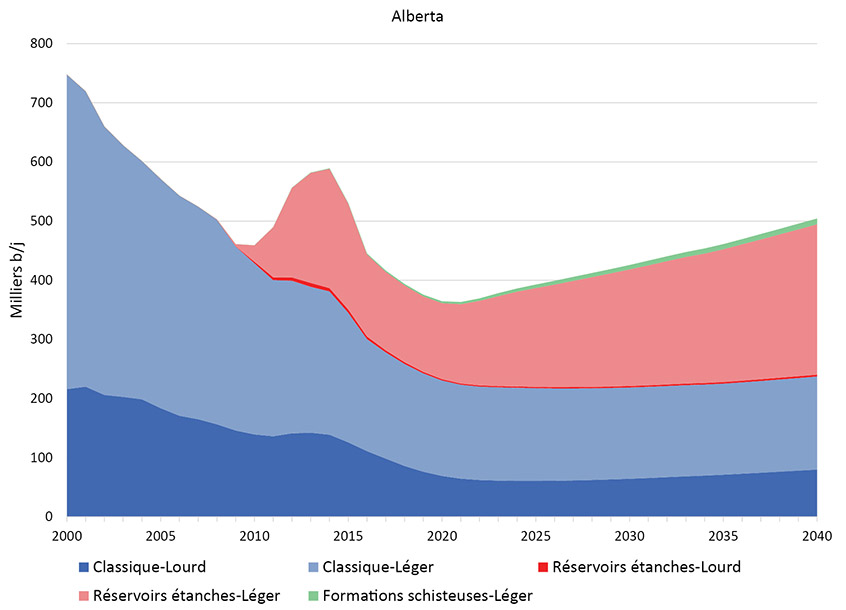 Alberta
Milliers b/j
800
700
600
500
400
300
200
100
0
2000 2005 2010 2015 2020 2025 2030 2035 2040
Classique-Lourd Classique-Léger Réservoirs étanches-Lourd
Réservoirs étanches-Léger Formations schisteuses-Léger